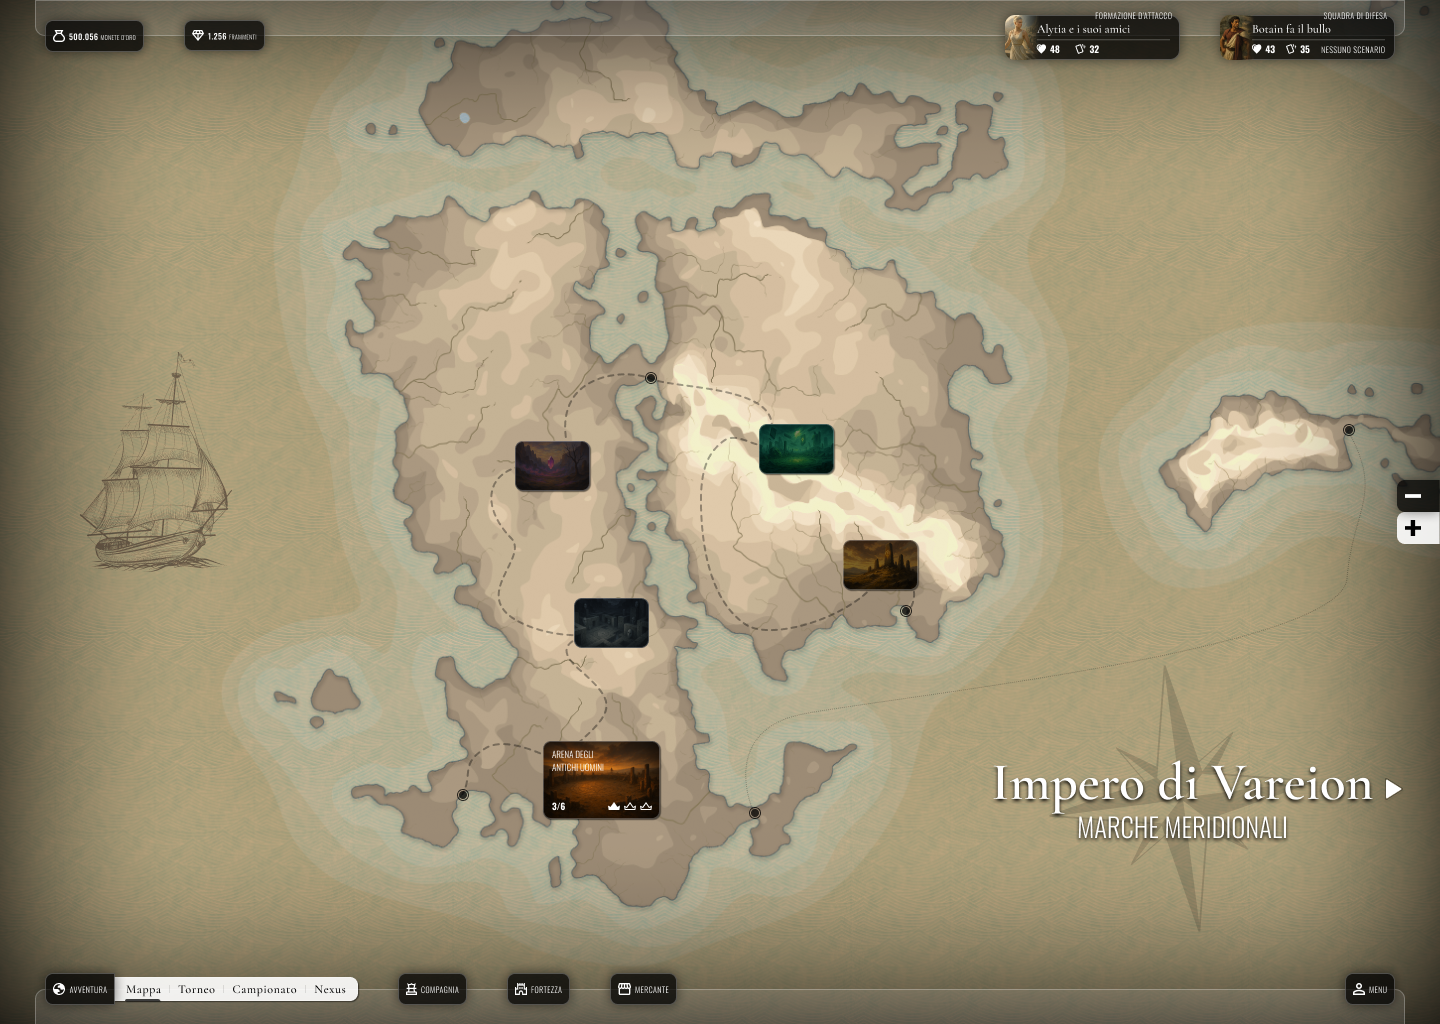 500.056 MONETE D'ORO
1.256 FRAMMENTI
FORMAZIONE D'ATTACCO
Alytia e i suoi amici
48 32
SQUADRA DI DIFESA
Botain fa il bullo
43 35 NESSUNO SCENARIO
ARENA DEGLI
ANTICHI UOMINI
3/6
Impero di Vareion
MARCHE MERIDIONALI
AVVENTURA
Mappa
Torneo
Campionato
Nexus
COMPAGNIA
FORTEZZA
MERCANTE
MENU